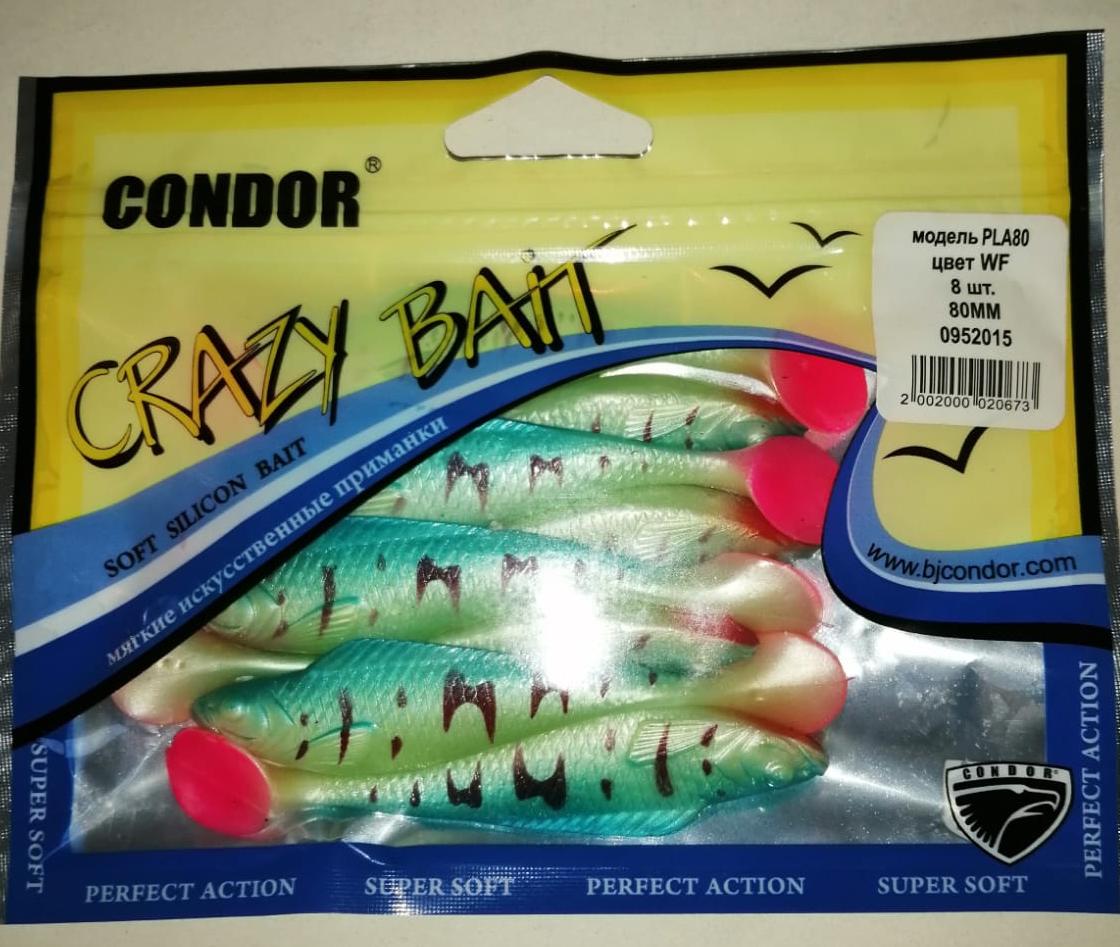 CONDOR®
CRAZY BAIT
SOFT SILICON BAIT
мягкие искусственные приманки
модель PLA80
цвет WF
8 шт.
80MM
0952015
2 002000 020673
www.bjcondor.com
CONDOR
SUPER SOFT
PERFECT ACTION
PERFECT ACTION
SUPER SOFT
PERFECT ACTION
SUPER SOFT